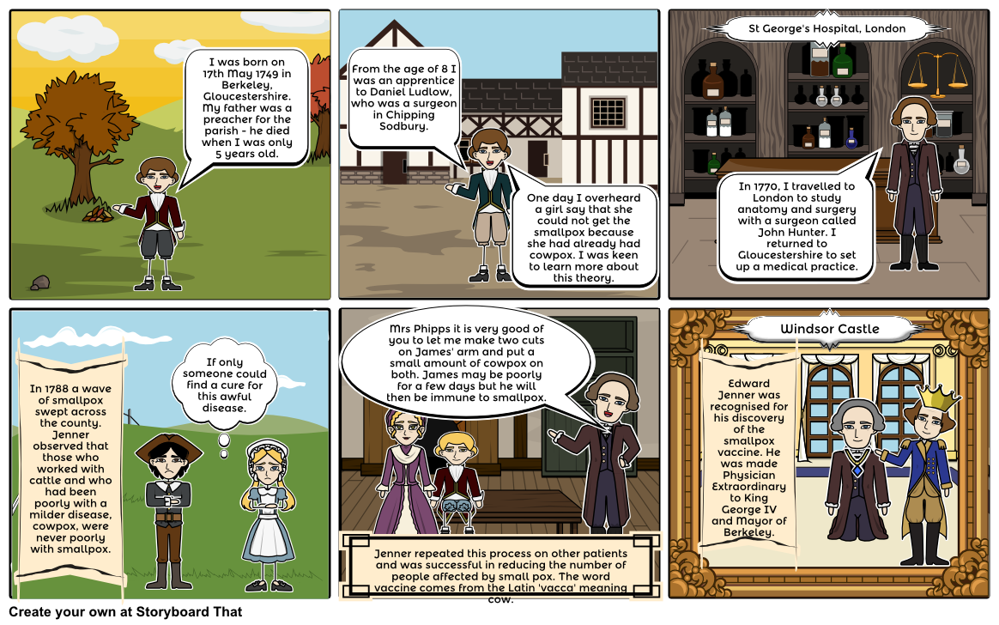 I was born on
17th May 1749 in
Berkeley,
Gloucestershire.
My father was a
preacher for the
parish - he died
when I was only
5 years old.
From the age of 8 I
was an apprentice
to Daniel Ludlow,
who was a surgeon
in Chipping
Sodbury.
One day I overheard
a girl say that she
could not get the
smallpox because
she had already had
cowpox. I was keen
to learn more about
this theory.
St George's Hospital, London
In 1770, I travelled to
London to study
anatomy and surgery
with a surgeon called
John Hunter. I
returned to
Gloucestershire to set
up a medical practice.
In 1788 a wave
of smallpox
swept across
the county.
Jenner
observed that
those who
worked with
cattle and who
had been
poorly with a
milder disease,
cowpox, were
never poorly
with smallpox.
If only
someone could
find a cure for
this awful
disease.
Mrs Phipps it is very good of
you to let me make two cuts
on James' arm and put a
small amount of cowpox on
both. James may be poorly
for a few days but he will
then be immune to smallpox.
Jenner repeated this process on other patients
and was successful in reducing the number of
people affected by small pox. The word
vaccine comes from the Latin 'vacca' meaning
cow.
Windsor Castle
Edward
Jenner was
recognised for
his discovery
of the
smallpox
vaccine. He
was made
Physician
Extraordinary
to King
George IV
and Mayor of
Berkeley.
Create your own at Storyboard That